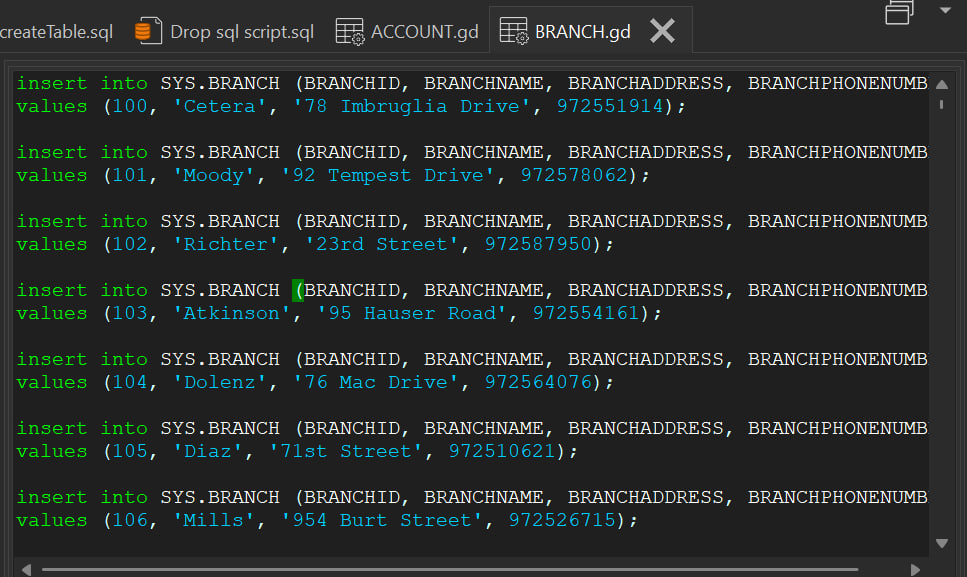 createTable.sql Drop sql script.sql ACCOUNT.gd BRANCH.gd
insert into SYS.BRANCH (BRANCHID, BRANCHNAME, BRANCHADDRESS, BRANCHPHONENUMB
values (100, 'Cetera', '78 Imbruglia Drive', 972551914);
insert into SYS.BRANCH (BRANCHID, BRANCHNAME, BRANCHADDRESS, BRANCHPHONENUMB
values (101, 'Moody', '92 Tempest Drive', 972578062);
insert into SYS.BRANCH (BRANCHID, BRANCHNAME, BRANCHADDRESS, BRANCHPHONENUMB
values (102, 'Richter', '23rd Street', 972587950);
insert into SYS.BRANCH (BRANCHID, BRANCHNAME, BRANCHADDRESS, BRANCHPHONENUMB
values (103, 'Atkinson', '95 Hauser Road', 972554161);
insert into SYS.BRANCH (BRANCHID, BRANCHNAME, BRANCHADDRESS, BRANCHPHONENUMB
values (104, 'Dolenz', '76 Mac Drive', 972564076);
insert into SYS.BRANCH (BRANCHID, BRANCHNAME, BRANCHADDRESS, BRANCHPHONENUMB
values (105, 'Diaz', '71st Street', 972510621);
insert into SYS.BRANCH (BRANCHID, BRANCHNAME, BRANCHADDRESS, BRANCHPHONENUMB
values (106, 'Mills', '954 Burt Street', 972526715);